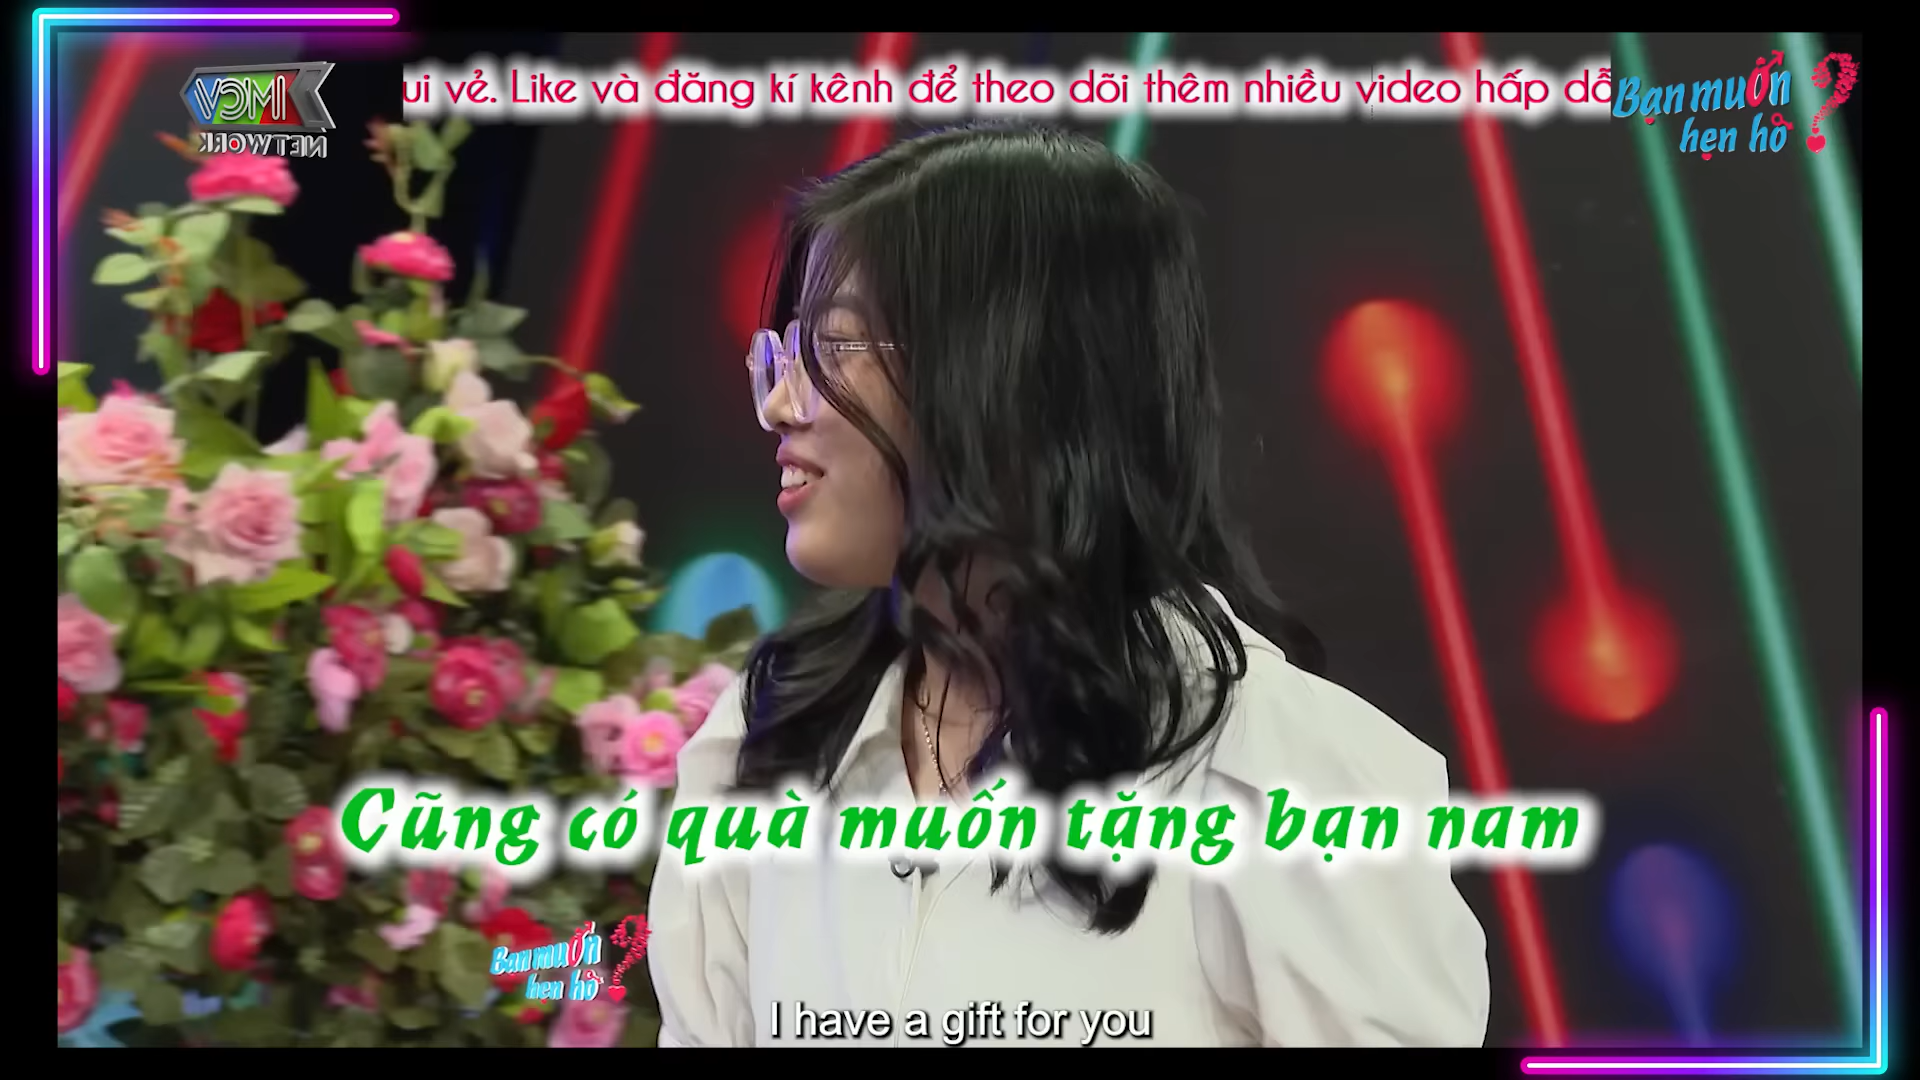 MCV
NETWORK
ui vẻ. Like và đăng kí kênh để theo dõi thêm nhiều video hấp dẫ
Bạn muốn
hẹn hò?
Cũng có quà muốn tặng bạn nam
Bạn muốn
hẹn hò?
I have a gift for you